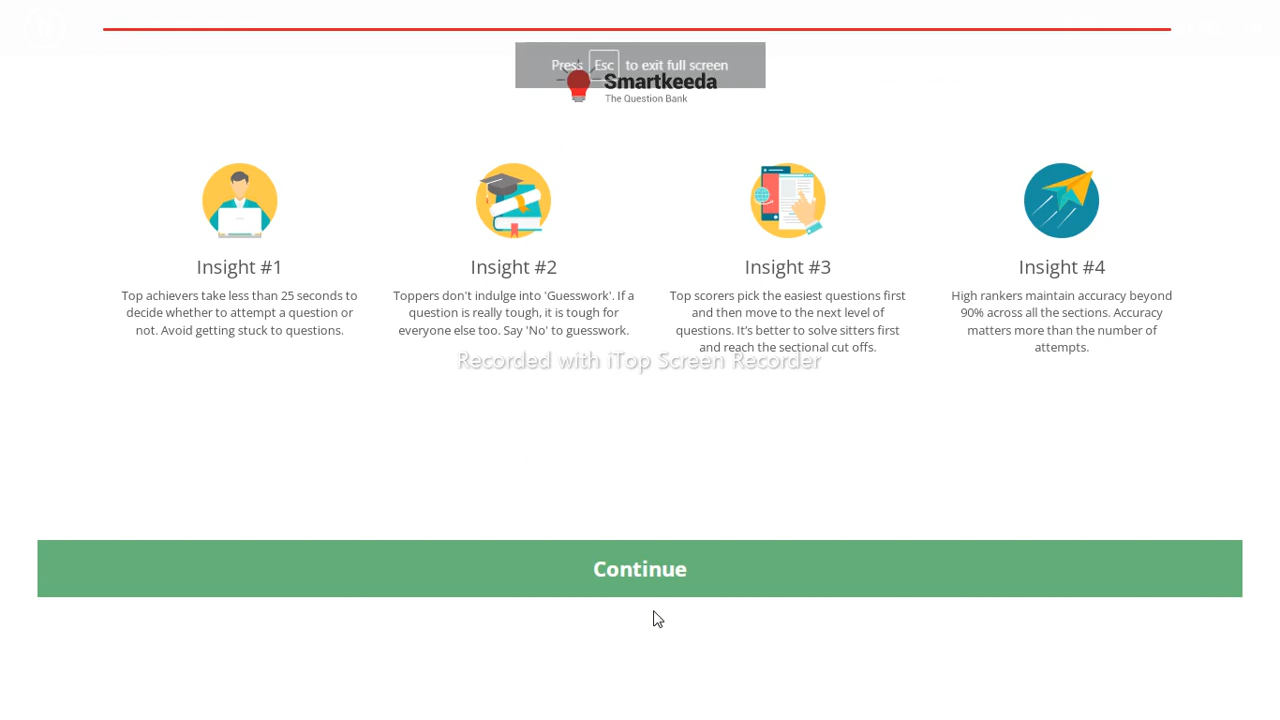 Press Esc to exit full screen
Smartkeeda
The Question Bank
Insight #1
Top achievers take less than 25 seconds to
decide whether to attempt a question or
not. Avoid getting stuck to questions.
Insight #2
Toppers don't indulge into 'Guesswork'. If a
question is really tough, it is tough for
everyone else too. Say 'No' to guesswork.
Insight #3
Top scorers pick the easiest questions first
and then move to the next level of
questions. It's better to solve sitters first
and reach the sectional cut offs.
Insight #4
High rankers maintain accuracy beyond
90% across all the sections. Accuracy
matters more than the number of
attempts.
Recorded with iTop Screen Recorder
Continue